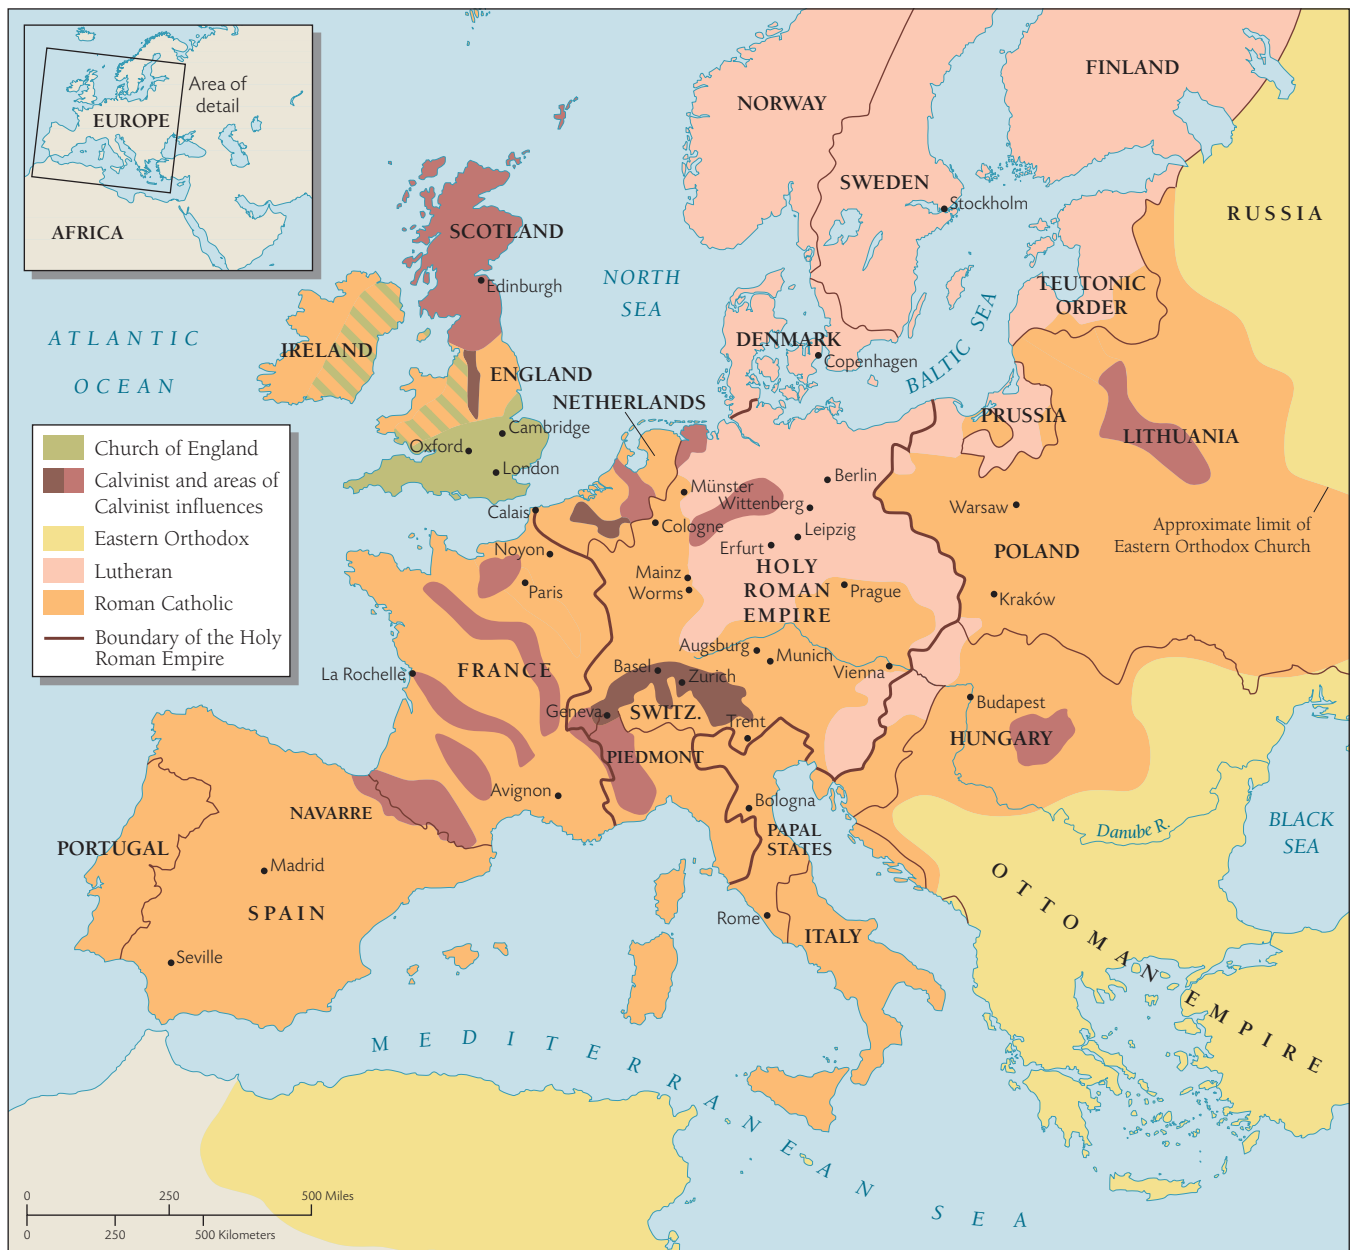 EUROPE
Area of
detail
AFRICA
NORWAY
FINLAND
SWEDEN
Stockholm
RUSSIA
SCOTLAND
Edinburgh
NORTH
SEA
TEUTONIC
ORDER
ATLANTIC
OCEAN
IRELAND
DENMARK
Copenhagen
BALTIC SEA
ENGLAND
NETHERLANDS
PRUSSIA
LITHUANIA
Cambridge
Oxford
London
Church of England
Calvinist and areas of
Calvinist influences
Eastern Orthodox
Lutheran
Roman Catholic
Boundary of the Holy
Roman Empire
Berlin
Münster
Wittenberg
Warsaw
Calais
Cologne
Leipzig
Approximate limit of
Eastern Orthodox Church
Noyon
Erfurt
POLAND
HOLY
ROMAN
EMPIRE
Mainz
Worms
Paris
Prague
Kraków
Augsburg
Munich
La Rochelle
FRANCE
Basel
Zurich
Vienna
Geneva
SWITZ.
Trent
Budapest
HUNGARY
PIEDMONT
Avignon
Bologna
NAVARRE
PAPAL
STATES
Danube R.
BLACK
SEA
PORTUGAL
Madrid
SPAIN
Rome
ITALY
OTTOMAN EMPIRE
Seville
MEDITERRANEAN SEA
0 250 500 Miles
0 250 500 Kilometers